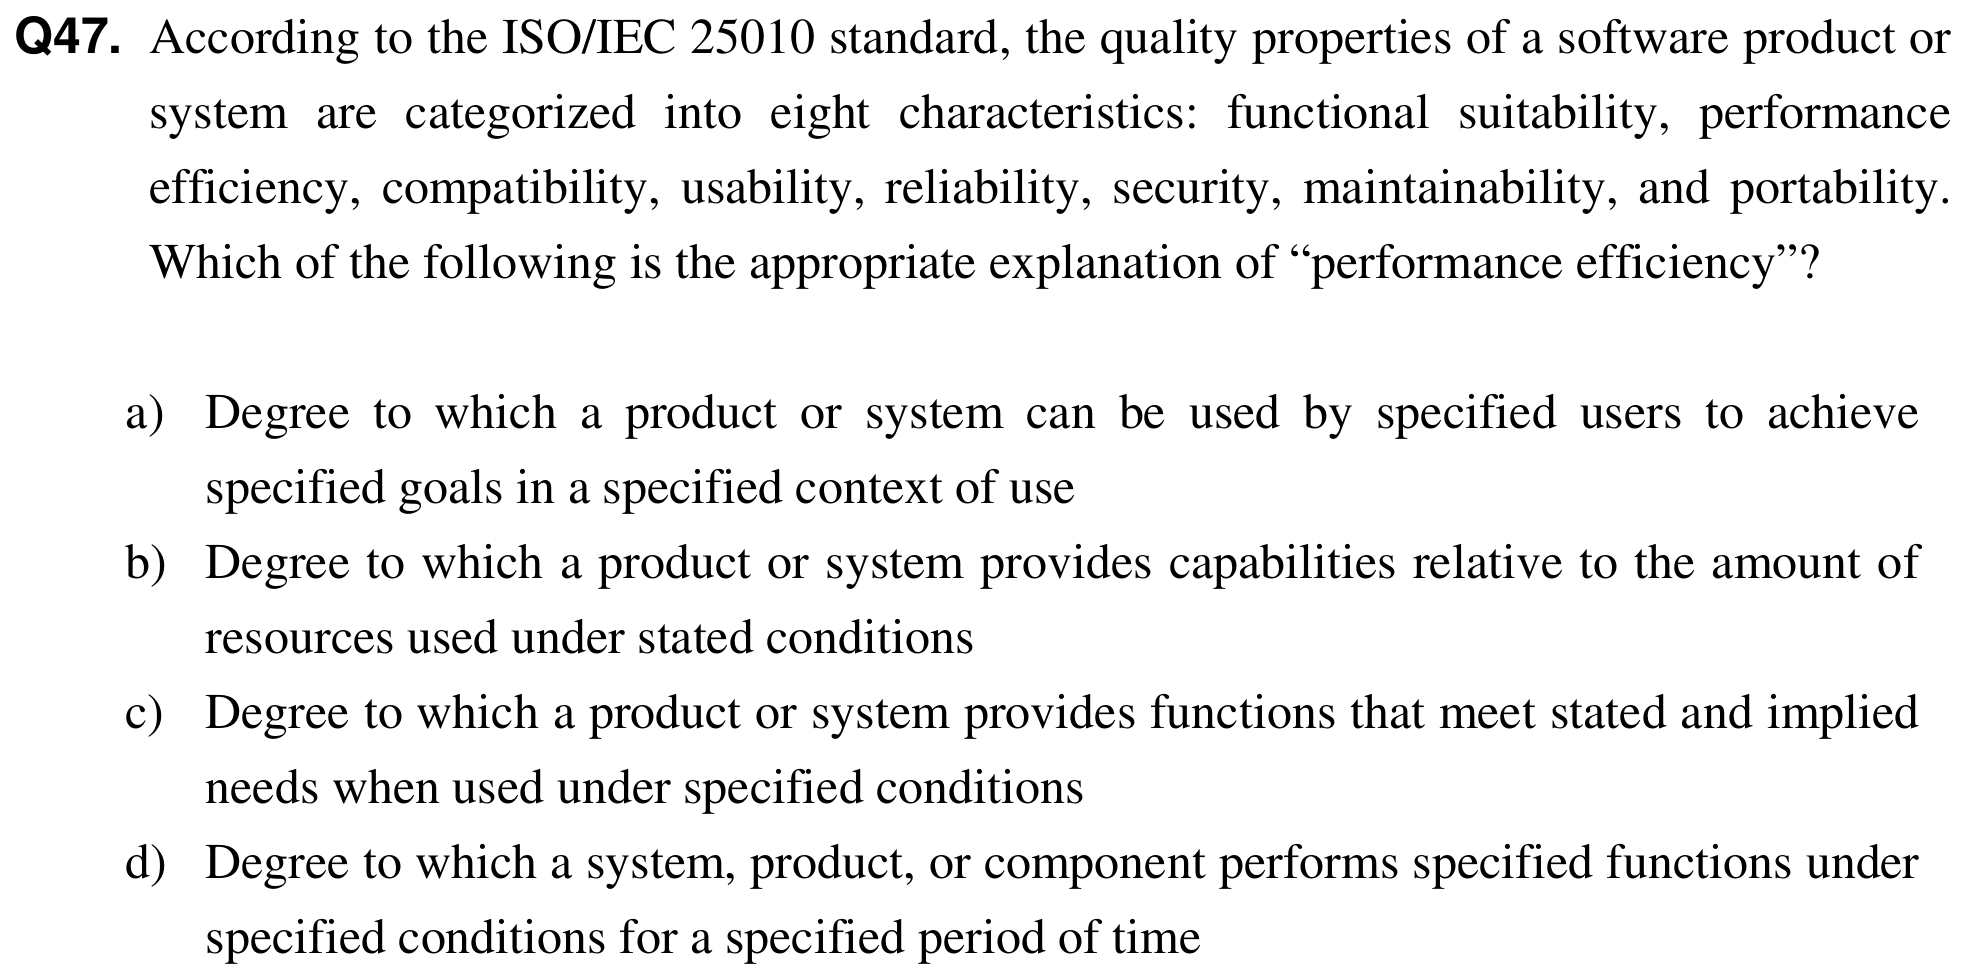 Q47. According to the ISO/IEC 25010 standard, the quality properties of a software product or
system are categorized into eight characteristics: functional suitability, performance
efficiency, compatibility, usability, reliability, security, maintainability, and portability.
Which of the following is the appropriate explanation of “performance efficiency”?
a) Degree to which a product or system can be used by specified users to achieve
specified goals in a specified context of use
b) Degree to which a product or system provides capabilities relative to the amount of
resources used under stated conditions
c) Degree to which a product or system provides functions that meet stated and implied
needs when used under specified conditions
d) Degree to which a system, product, or component performs specified functions under
specified conditions for a specified period of time